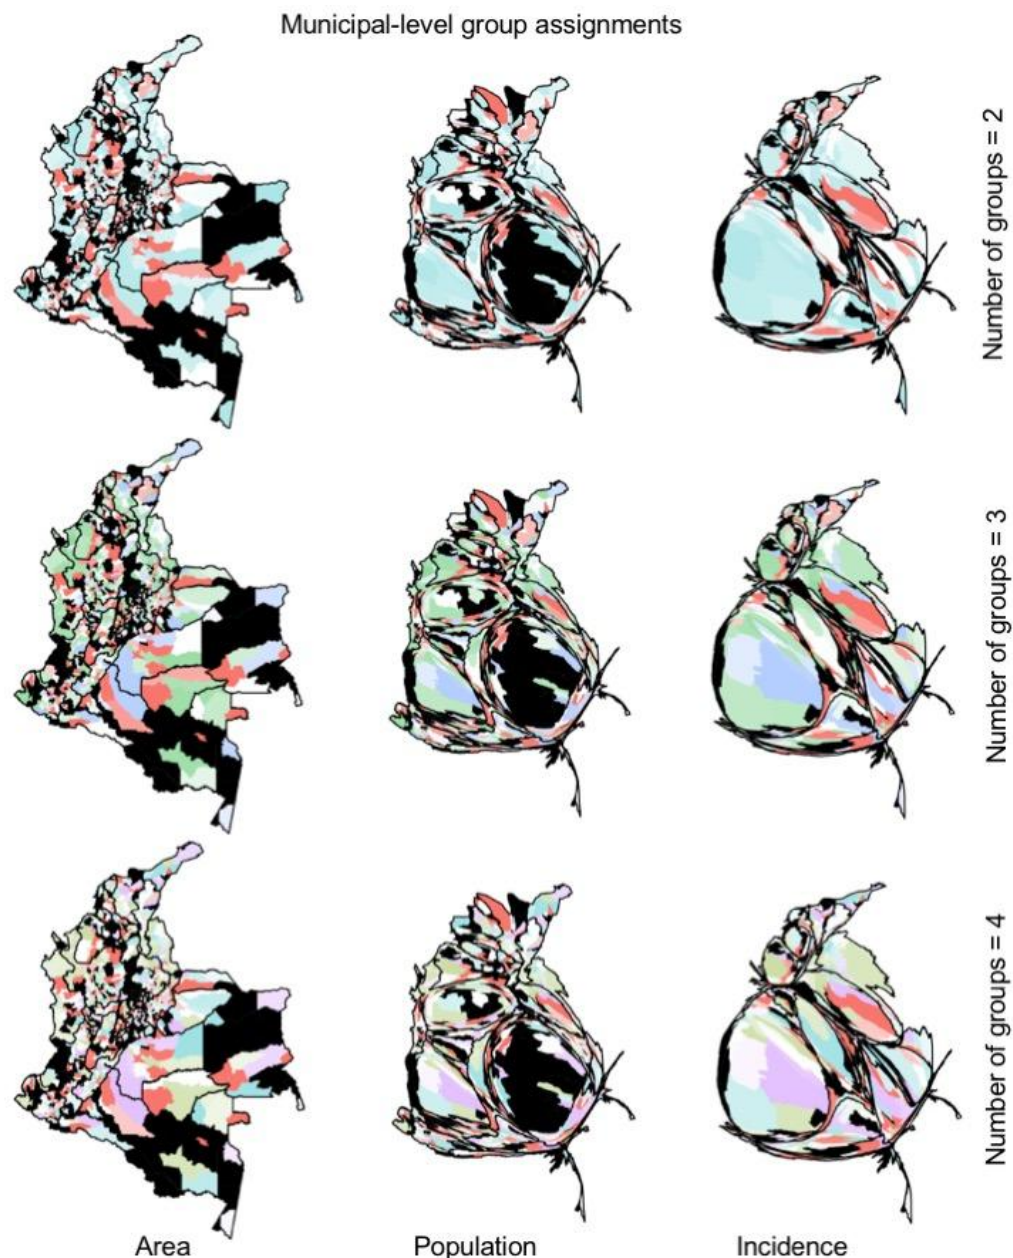 Municipal-level group assignments
Number of groups = 2
Number of groups = 3
Number of groups = 4
Area
Population
Incidence